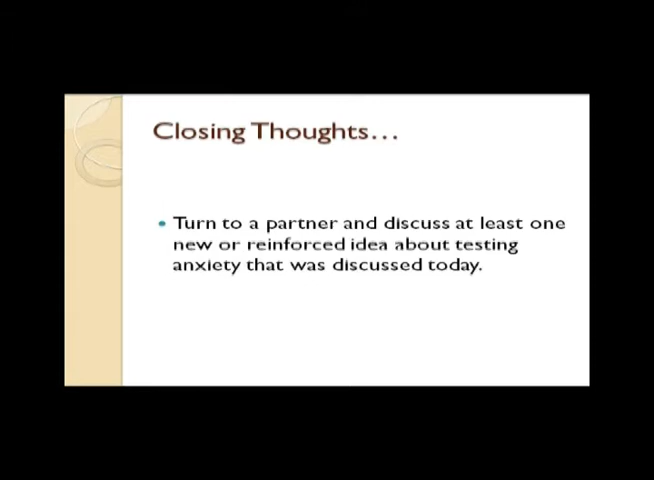 Closing Thoughts...
• Turn to a partner and discuss at least one
new or reinforced idea about testing
anxiety that was discussed today.